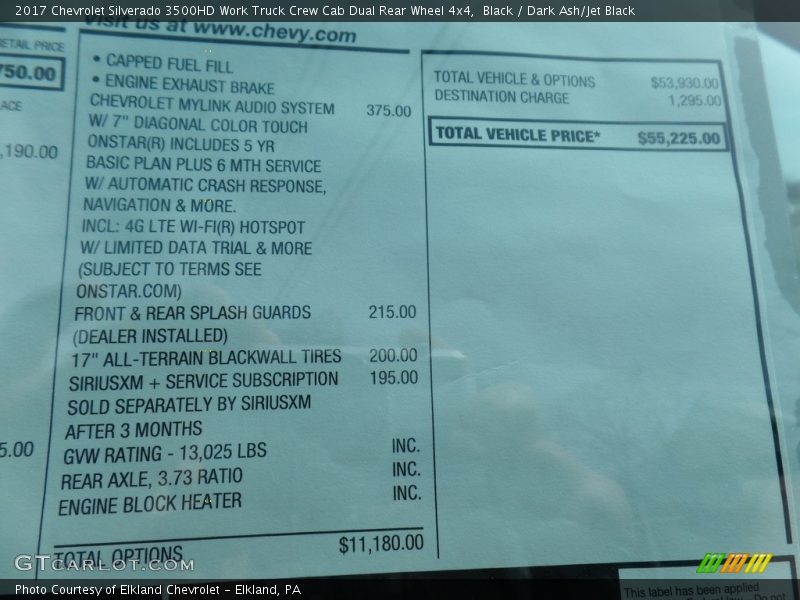 2017 Chevrolet Silverado 3500HD Work Truck Crew Cab Dual Rear Wheel 4x4, Black / Dark Ash/Jet Black
Visit us at www.chevy.com
RETAIL PRICE
750.00
ACE
,190.00
5.00
• CAPPED FUEL FILL
• ENGINE EXHAUST BRAKE
CHEVROLET MYLINK AUDIO SYSTEM 375.00
W/ 7" DIAGONAL COLOR TOUCH
ONSTAR(R) INCLUDES 5 YR
BASIC PLAN PLUS 6 MTH SERVICE
W/ AUTOMATIC CRASH RESPONSE,
NAVIGATION & MORE.
INCL: 4G LTE WI-FI(R) HOTSPOT
W/ LIMITED DATA TRIAL & MORE
(SUBJECT TO TERMS SEE
ONSTAR.COM)
FRONT & REAR SPLASH GUARDS 215.00
(DEALER INSTALLED)
17" ALL-TERRAIN BLACKWALL TIRES 200.00
SIRIUSXM + SERVICE SUBSCRIPTION 195.00
SOLD SEPARATELY BY SIRIUSXM
AFTER 3 MONTHS
GVW RATING - 13,025 LBS INC.
REAR AXLE, 3.73 RATIO INC.
ENGINE BLOCK HEATER INC.
TOTAL OPTIONS $11,180.00
TOTAL VEHICLE & OPTIONS $53,930.00
DESTINATION CHARGE 1,295.00
TOTAL VEHICLE PRICE* $55,225.00
This label has been applied
GTCARLOT.COM
Photo Courtesy of Elkland Chevrolet - Elkland, PA